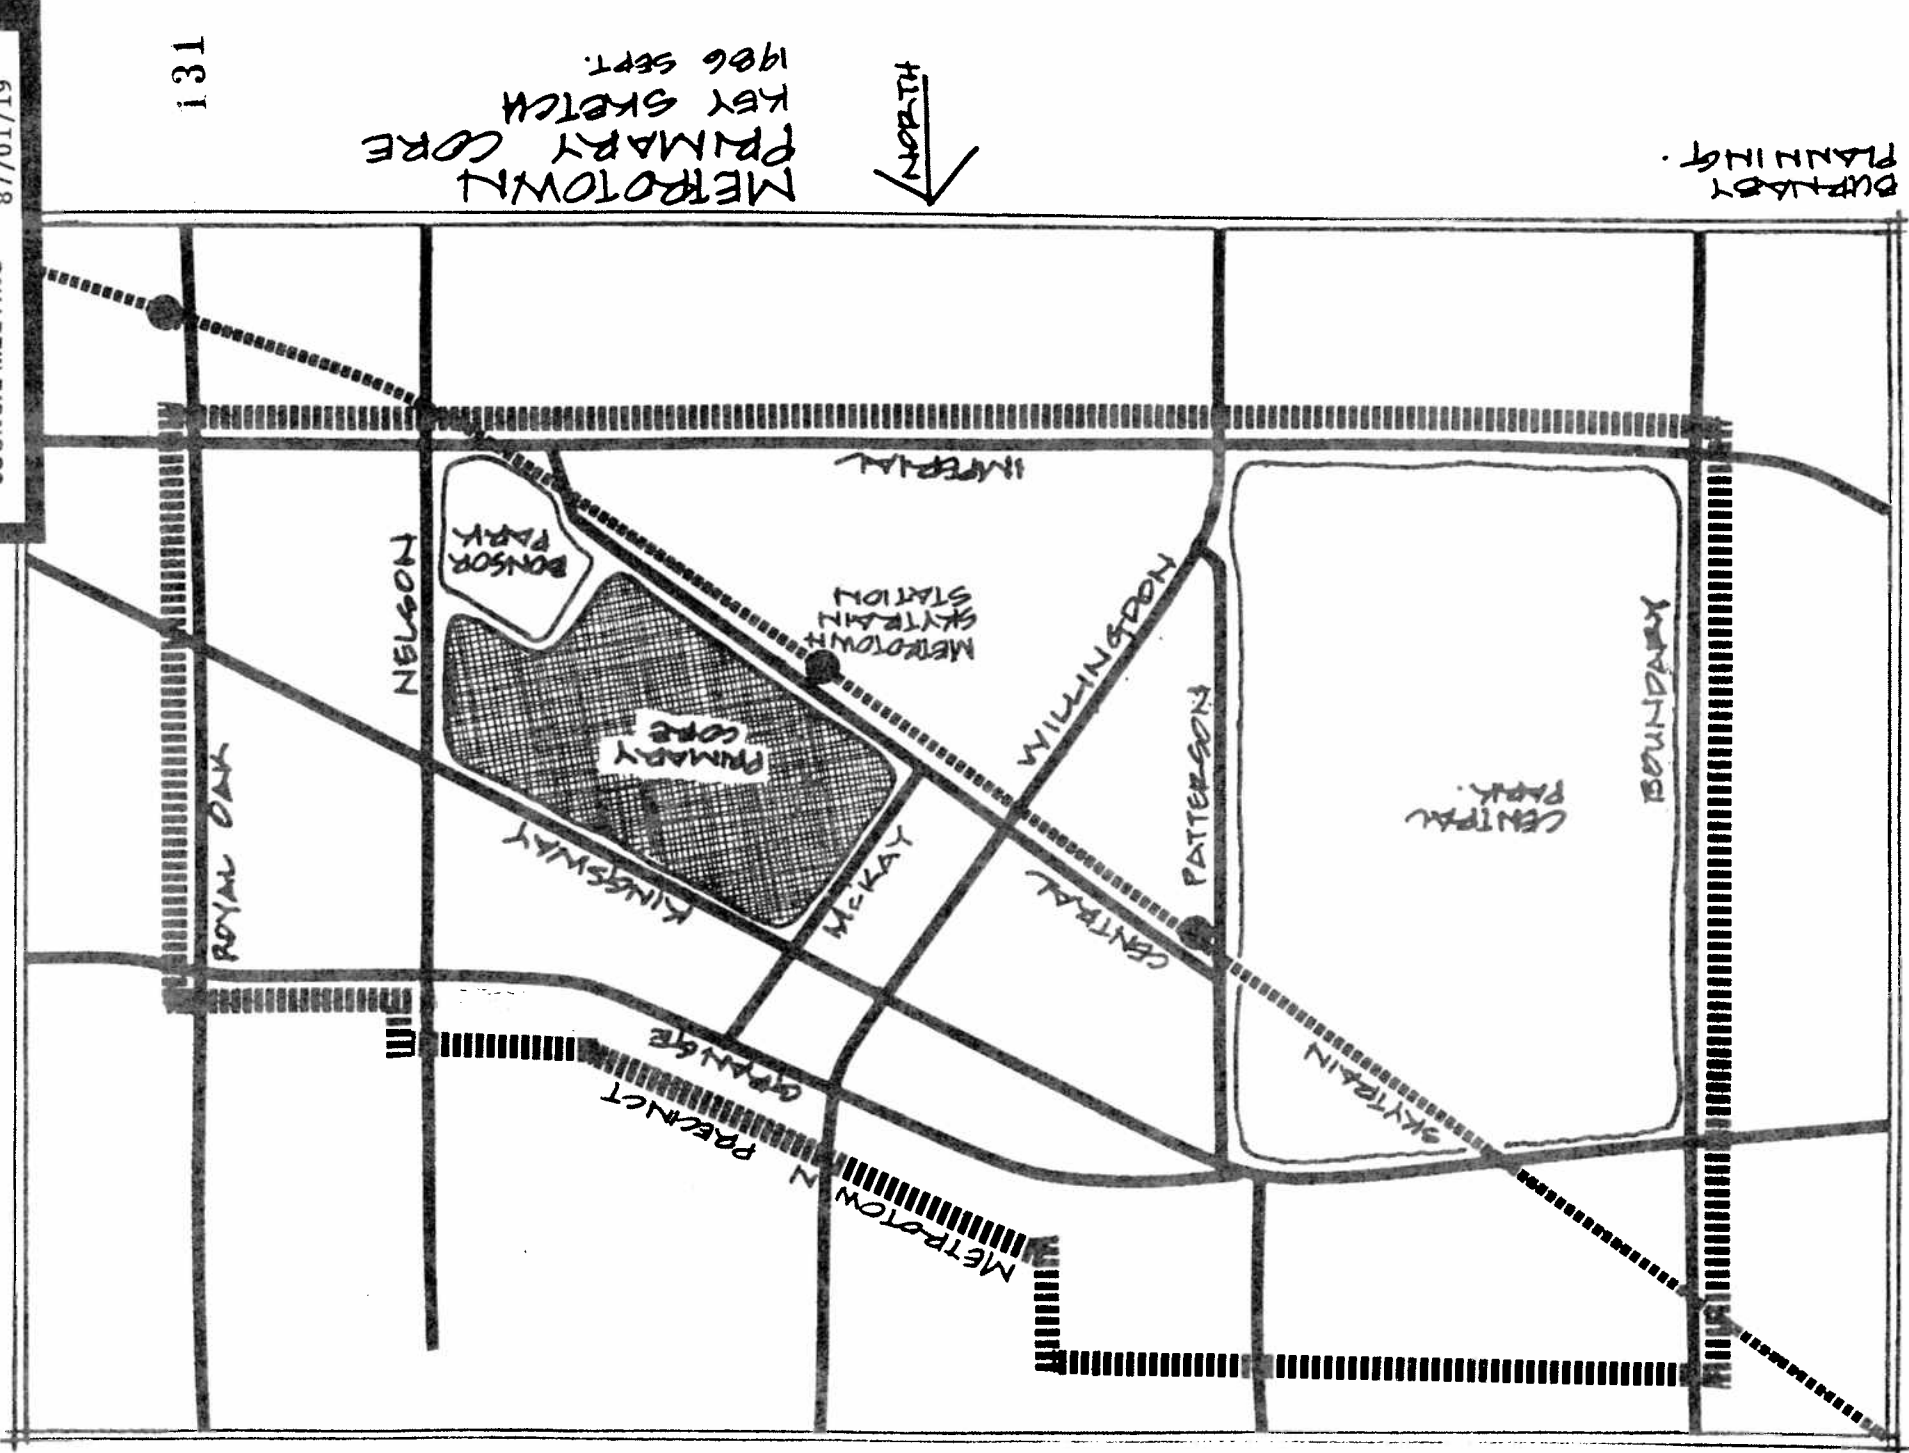 87/01/19
131
METROTOWN
PRIMARY CORE
KEY SKETCH
1986 SEPT.
NORTH
BURNABY
PLANNING.
METROTOWN
PRECINCT
SKYTRAIN
GRANGE
KINGSWAY
McKAY
CENTRAL
ROYAL OAK
NELSON
PRIMARY
CORE
WILLINGDON
PATTERSON
CENTRAL
PARK.
BOUNDARY
METROTOWN
SKYTRAIN
STATION
BONSOR
PARK
IMPERIAL